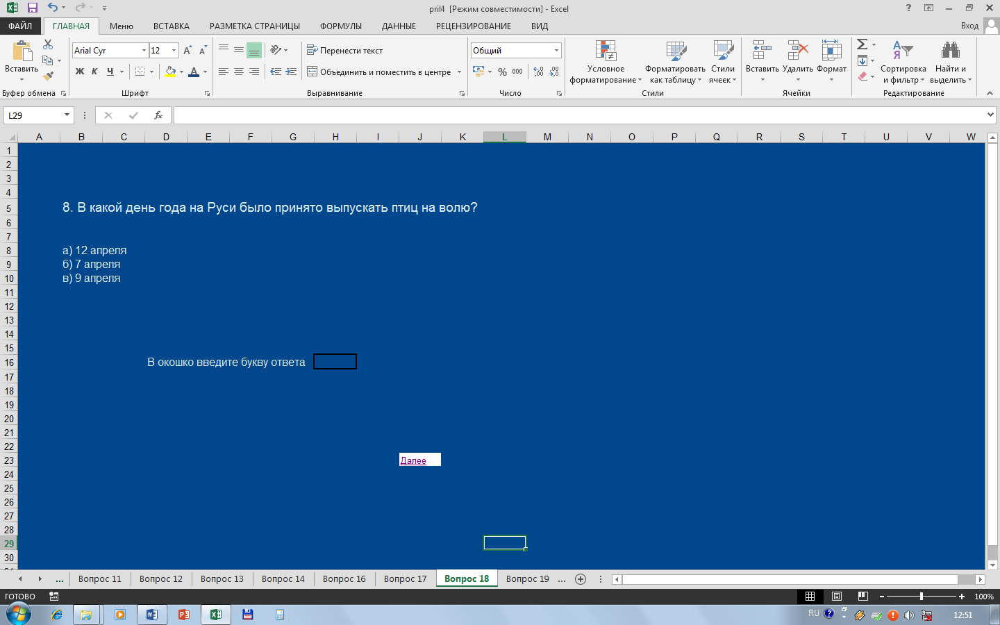 pril4 [Режим совместимости] - Excel
?
ФАЙЛ ГЛАВНАЯ Меню ВСТАВКА РАЗМЕТКА СТРАНИЦЫ ФОРМУЛЫ ДАННЫЕ РЕЦЕНЗИРОВАНИЕ ВИД Вход
Вставить
Буфер обмена
Arial Cyr 12
Ж К Ч А
Шрифт
Перенести текст
Объединить и поместить в центре
Выравнивание
Общий
% 000
Число
Условное форматирование
Форматировать как таблицу
Стили ячеек
Стили
Вставить Удалить Формат
Ячейки
Сортировка и фильтр
Найти и выделить
Редактирование
L29 fx
A B C D E F G H I J K L M N O P Q R S T U V W
1
2
3
4
5 8. В какой день года на Руси было принято выпускать птиц на волю?
6
7
8 а) 12 апреля
9 б) 7 апреля
10 в) 9 апреля
11
12
13
14
15
16 В окошко введите букву ответа
17
18
19
20
21
22
23 Далее
24
25
26
27
28
29
30
... Вопрос 11 Вопрос 12 Вопрос 13 Вопрос 14 Вопрос 16 Вопрос 17 Вопрос 18 Вопрос 19 ...
ГОТОВО 100%
RU 12:51